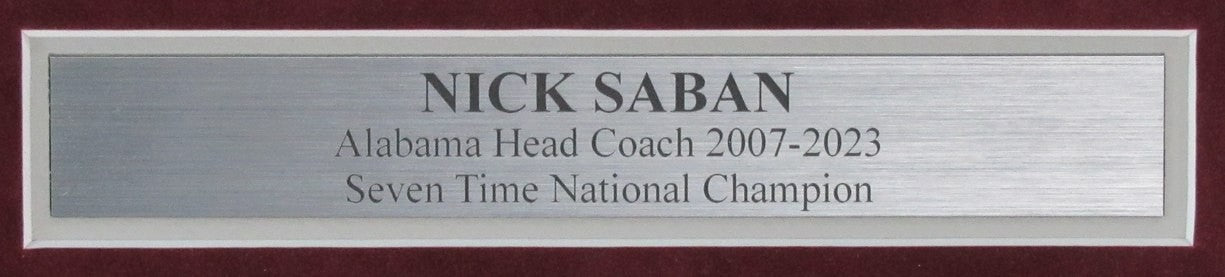 NICK SABAN
Alabama Head Coach 2007-2023
Seven Time National Champion